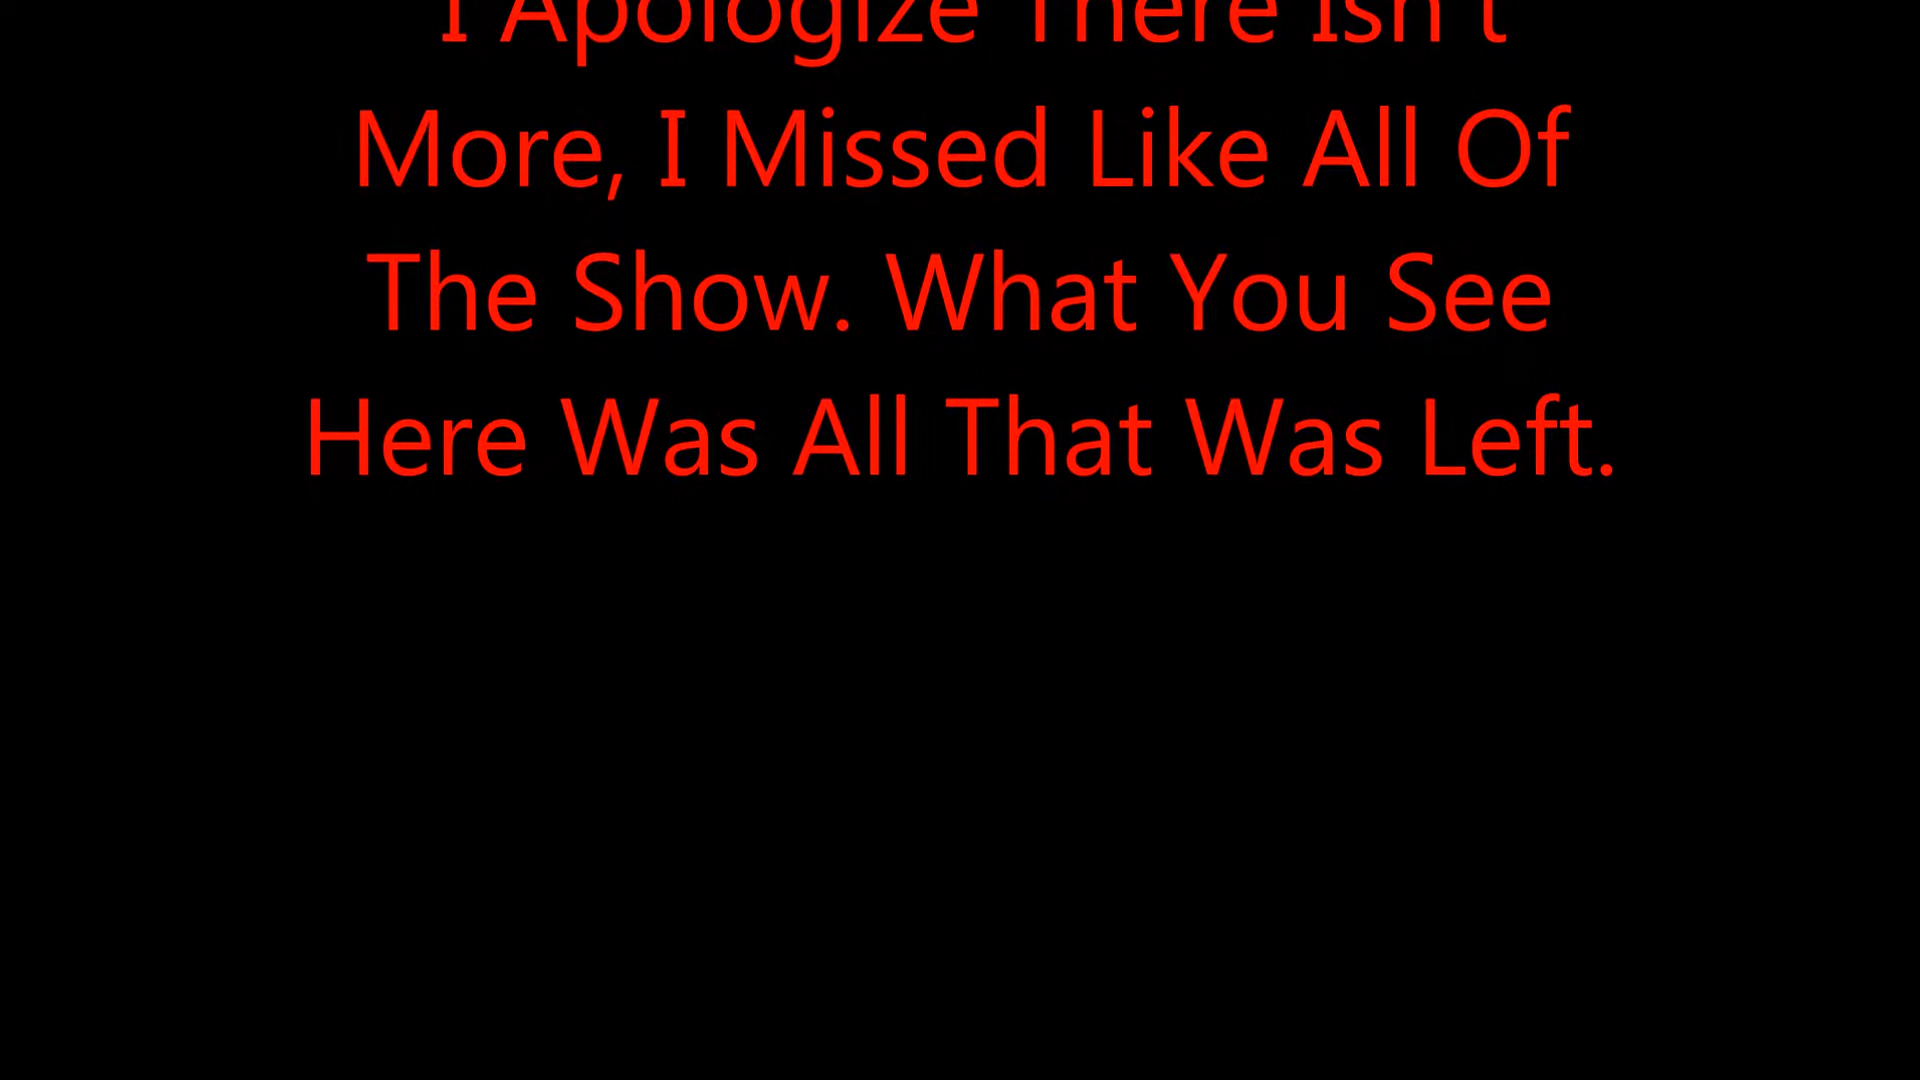 I Apologize There Isn't
More, I Missed Like All Of
The Show. What You See
Here Was All That Was Left.